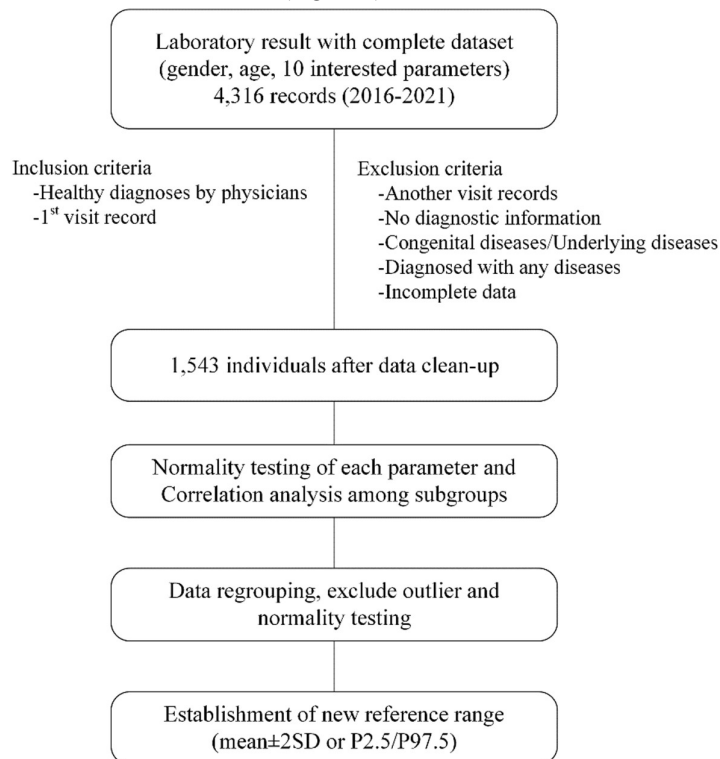 Laboratory result with complete dataset
(gender, age, 10 interested parameters)
4,316 records (2016-2021)
Inclusion criteria
-Healthy diagnoses by physicians
-1st visit record
Exclusion criteria
-Another visit records
-No diagnostic information
-Congenital diseases/Underlying diseases
-Diagnosed with any diseases
-Incomplete data
1,543 individuals after data clean-up
Normality testing of each parameter and
Correlation analysis among subgroups
Data regrouping, exclude outlier and
normality testing
Establishment of new reference range
(mean±2SD or P2.5/P97.5)